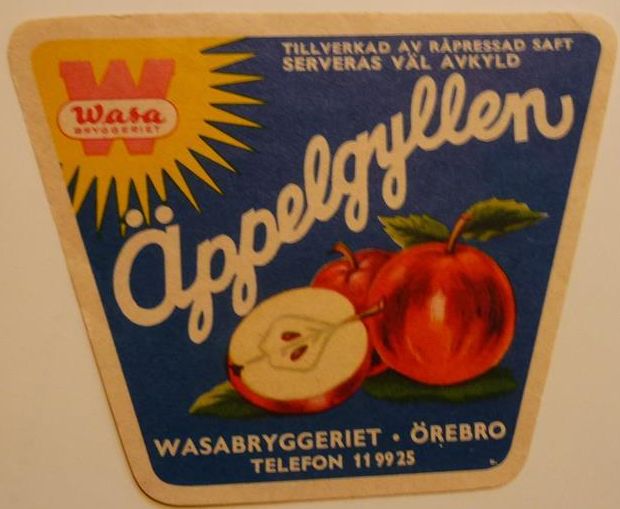 TILLVERKAD AV RÅPRESSAD SAFT
SERVERAS VÄL AVKYLD
W
Wasa
BRYGGERIET
Äppelgyllen
WASABRYGGERIET · ÖREBRO
TELEFON 119925